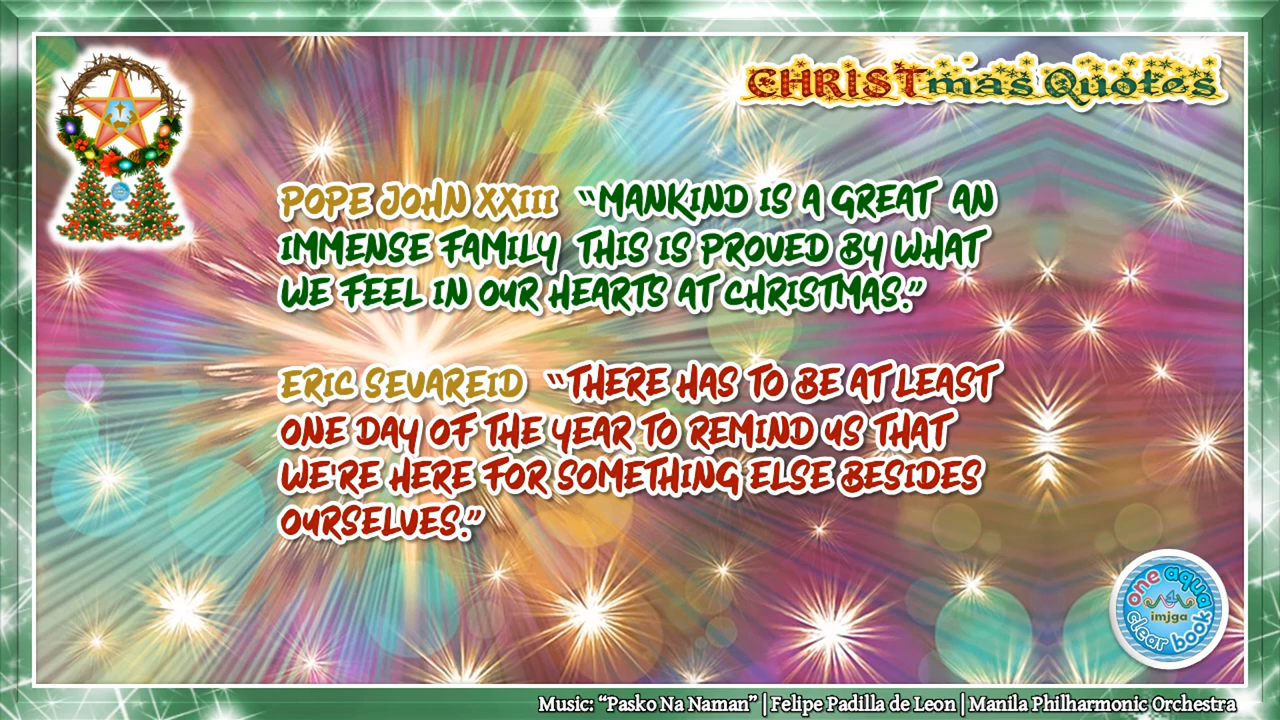 CHRISTmas Quotes
POPE JOHN XXIII “MANKIND IS A GREAT AN
IMMENSE FAMILY THIS IS PROVED BY WHAT
WE FEEL IN OUR HEARTS AT CHRISTMAS.”
ERIC SEVAREID “THERE HAS TO BE AT LEAST
ONE DAY OF THE YEAR TO REMIND US THAT
WE'RE HERE FOR SOMETHING ELSE BESIDES
OURSELVES.”
one aqua
imjga
clear book
Music: “Pasko Na Naman” | Felipe Padilla de Leon | Manila Philharmonic Orchestra